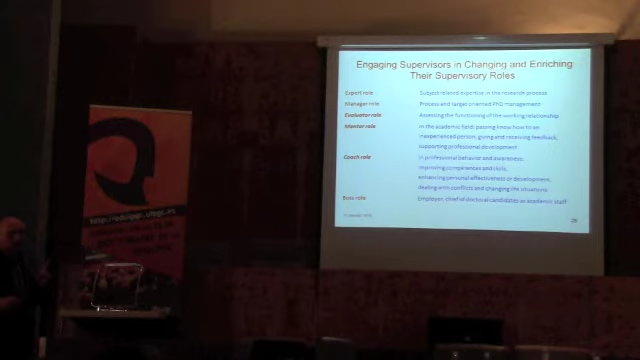 Engaging Supervisors in Changing and Enriching
Their Supervisory Roles
Expert role Subject related expertise in the research process
Manager role Process and target oriented PhD management
Evaluator role Assessing the functioning of the working relationship
Mentor role in the academic field: passing know how to an
inexperienced person, giving and receiving feedback,
supporting professional development
Coach role in professional behavior and awareness:
improving competences and skills,
enhancing personal effectiveness or development,
dealing with conflicts and changing life situations
Boss role Employer, chief of doctoral candidates as academic staff